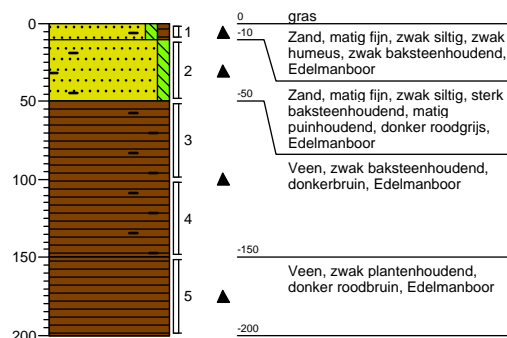 0
50
100
150
200
1
2
3
4
5
0
gras
-10
Zand, matig fijn, zwak siltig, zwak
humeus, zwak baksteenhoudend,
Edelmanboor
-50
Zand, matig fijn, zwak siltig, sterk
baksteenhoudend, matig
puinhoudend, donker roodgrijs,
Edelmanboor
Veen, zwak baksteenhoudend,
donkerbruin, Edelmanboor
-150
Veen, zwak plantenhoudend,
donker roodbruin, Edelmanboor
-200